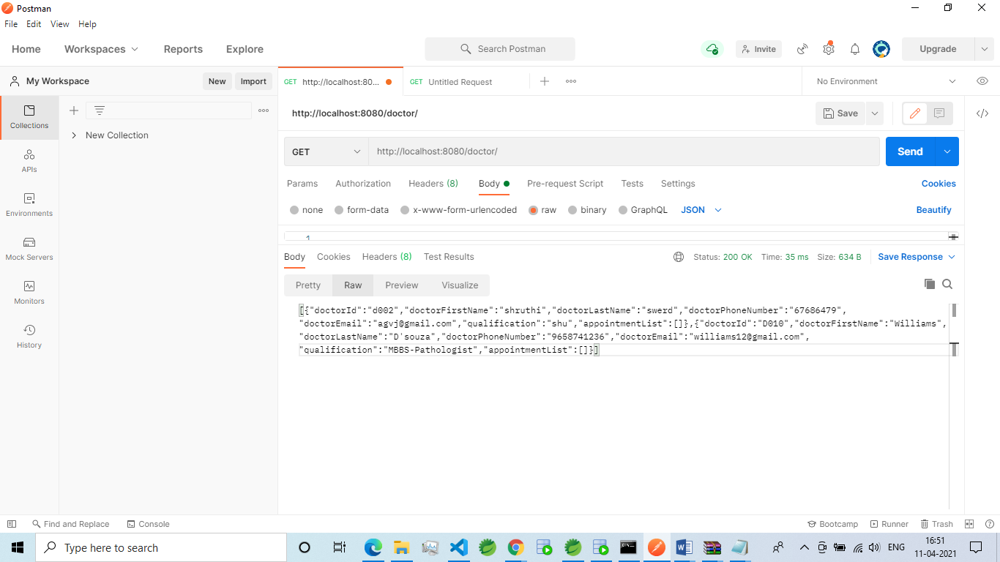 Postman
File Edit View Help
Home Workspaces Reports Explore Search Postman Invite Upgrade
My Workspace New Import GET http://localhost:80... GET Untitled Request No Environment
http://localhost:8080/doctor/ Save
Collections
New Collection
GET http://localhost:8080/doctor/ Send
APIs
Params Authorization Headers (8) Body Pre-request Script Tests Settings Cookies
none form-data x-www-form-urlencoded raw binary GraphQL JSON Beautify
Environments
1
Mock Servers
Body Cookies Headers (8) Test Results Status: 200 OK Time: 35 ms Size: 634 B Save Response
Pretty Raw Preview Visualize
Monitors
[{"doctorId":"d002","doctorFirstName":"shruthi","doctorLastName":"swerd","doctorPhoneNumber":"67686479",
"doctorEmail":"agvj@gmail.com","qualification":"shu","appointmentList":[]},{"doctorId":"D010","doctorFirstName":"Williams",
"doctorLastName":"D'souza","doctorPhoneNumber":"9658741236","doctorEmail":"williams12@gmail.com",
"qualification":"MBBS-Pathologist","appointmentList":[]}]
History
Find and Replace Console Bootcamp Runner Trash
Type here to search ENG 16:51
11-04-2021